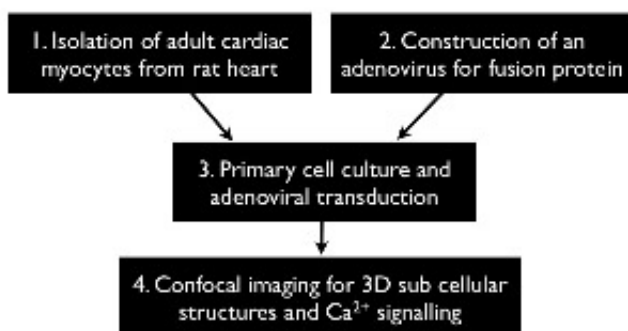 1. Isolation of adult cardiac
myocytes from rat heart
2. Construction of an
adenovirus for fusion protein
3. Primary cell culture and
adenoviral transduction
4. Confocal imaging for 3D sub cellular
structures and Ca²⁺ signalling